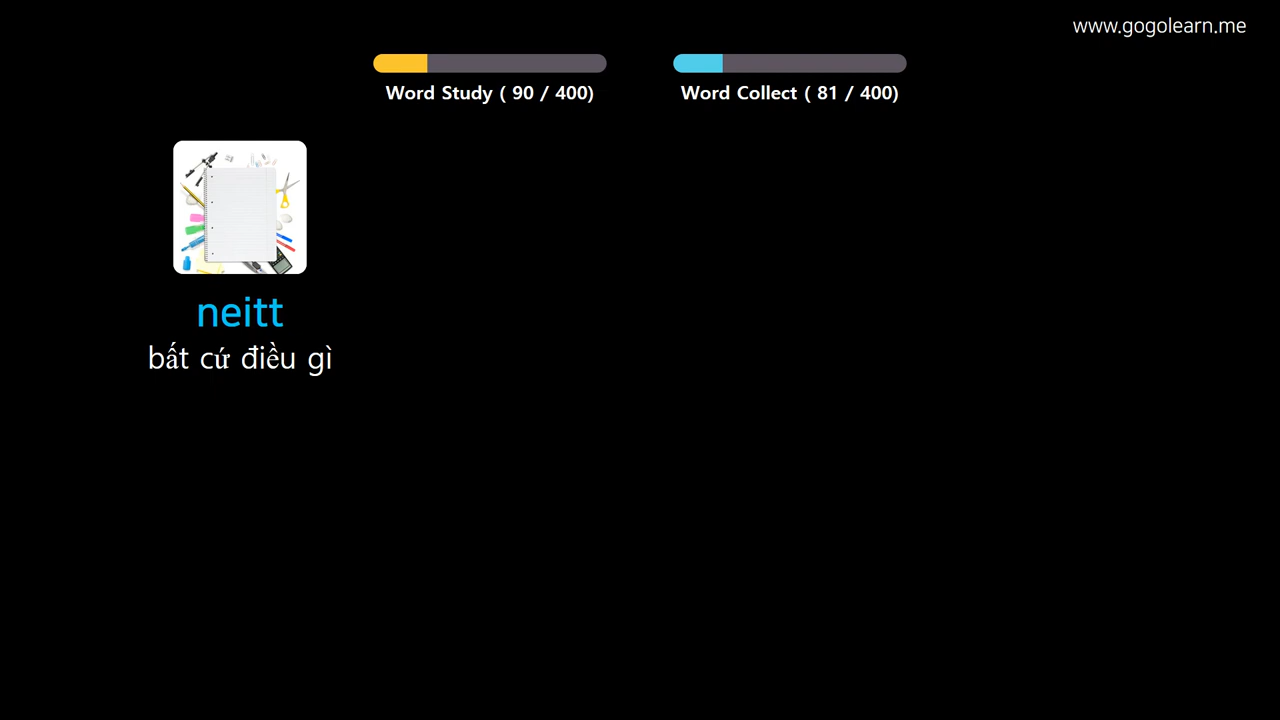 www.gogolearn.me
Word Study ( 90 / 400)
Word Collect ( 81 / 400)
neitt
bất cứ điều gì